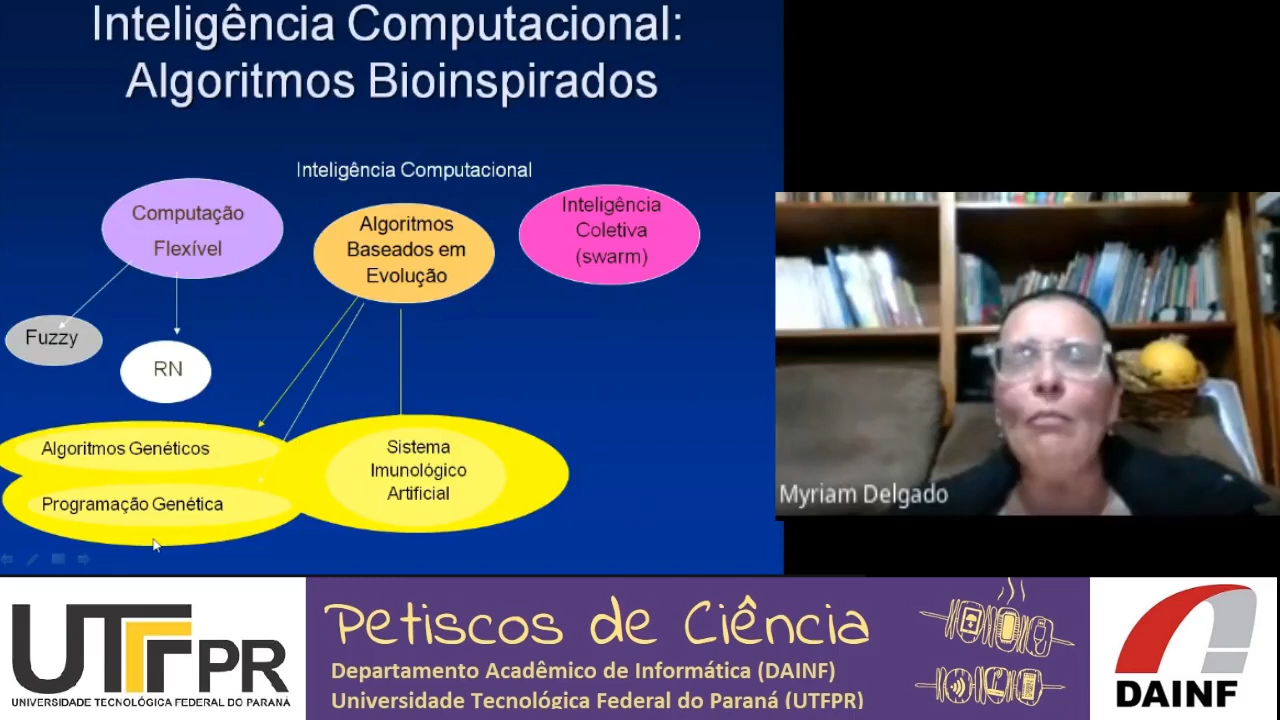 Inteligência Computacional:
Algoritmos Bioinspirados
Inteligência Computacional
Computação
Flexível
Algoritmos
Baseados em
Evolução
Inteligência
Coletiva
(swarm)
Fuzzy
RN
Algoritmos Genéticos
Programação Genética
Sistema
Imunológico
Artificial
Myriam Delgado
UTFPR
UNIVERSIDADE TECNOLÓGICA FEDERAL DO PARANÁ
Petiscos de Ciência
Departamento Acadêmico de Informática (DAINF)
Universidade Tecnológica Federal do Paraná (UTFPR)
DAINF